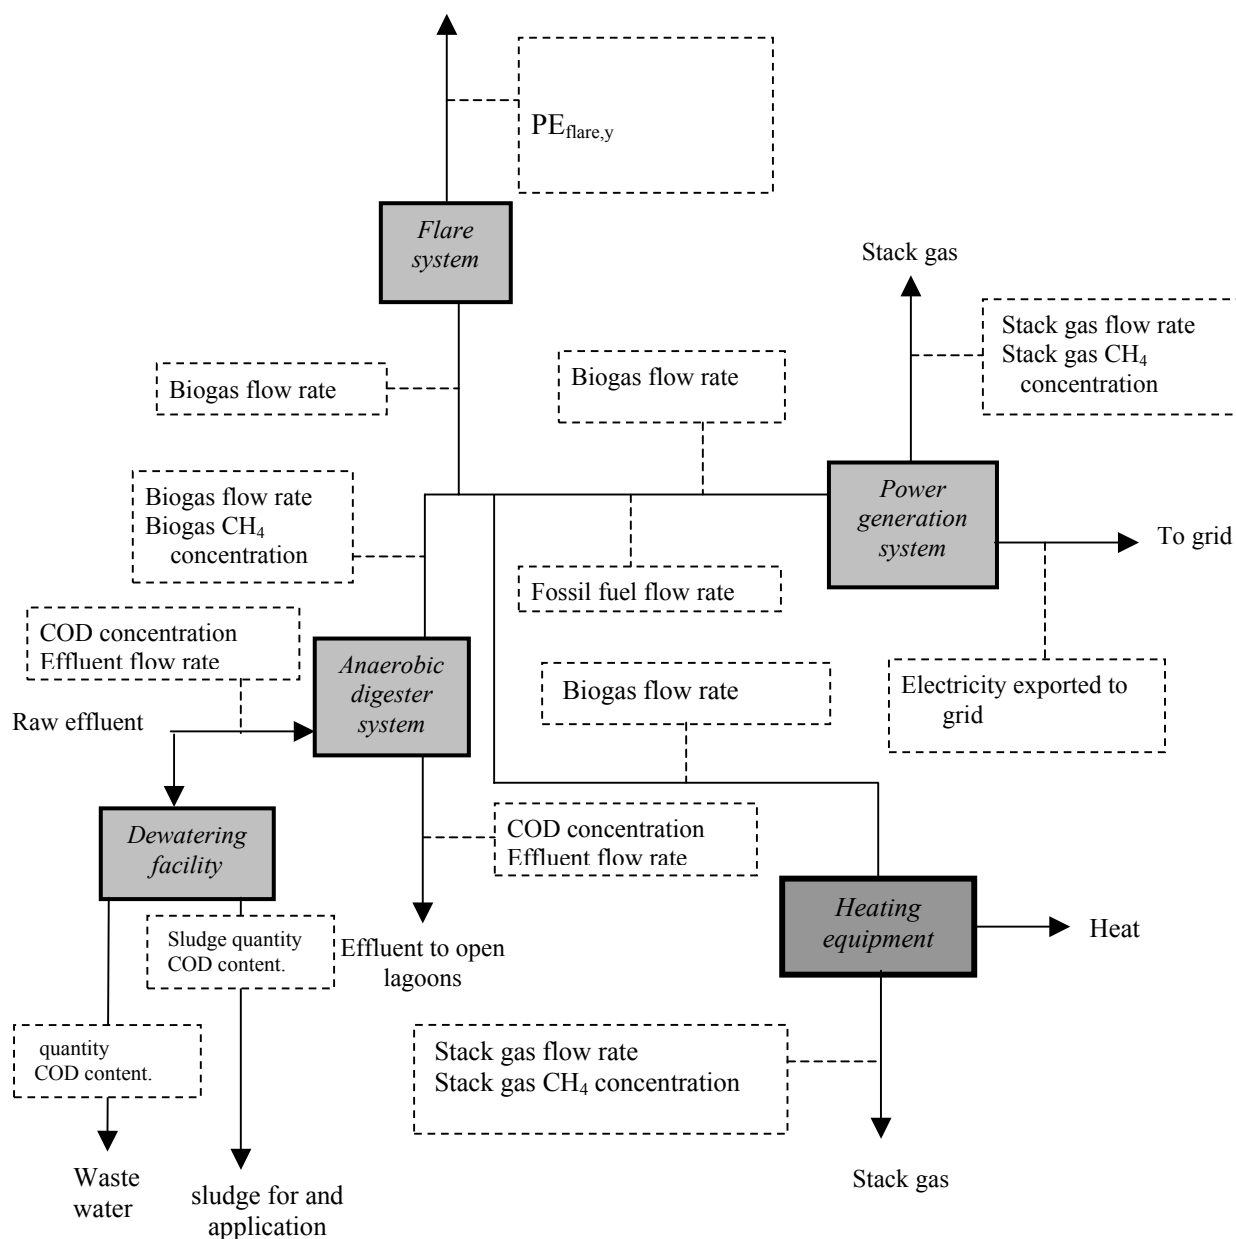 PEflare,y
Flare
system
Stack gas
Stack gas flow rate
Stack gas CH4
concentration
Biogas flow rate
Biogas flow rate
Biogas flow rate
Biogas CH4
concentration
Power
generation
system
To grid
Fossil fuel flow rate
COD concentration
Effluent flow rate
Anaerobic
digester
system
Biogas flow rate
Electricity exported to
grid
Raw effluent
Dewatering
facility
COD concentration
Effluent flow rate
Heating
equipment
Heat
Sludge quantity
COD content.
Effluent to open
lagoons
quantity
COD content.
Stack gas flow rate
Stack gas CH4 concentration
Waste
water
sludge for and
application
Stack gas